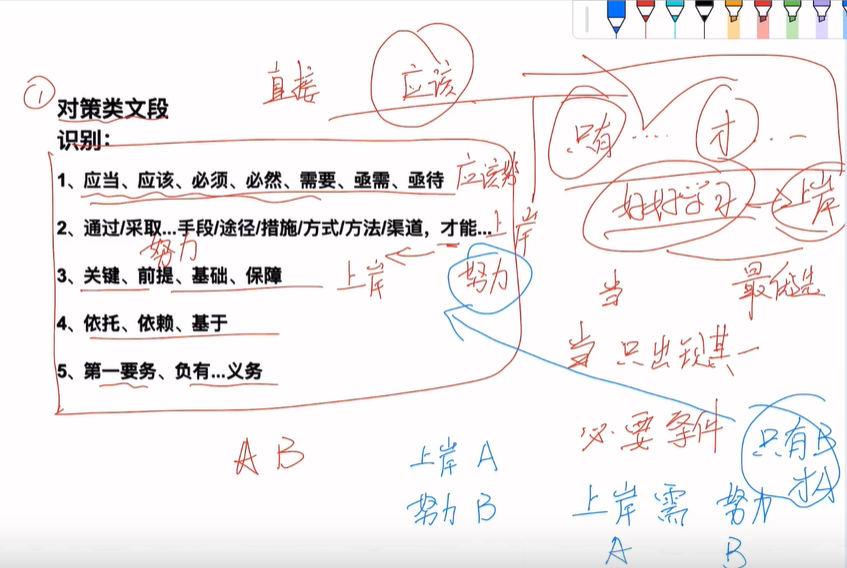 ①
直接 应该
对策类文段
识别：
只有 …… 才 …
1、应当、应该、必须、必然、需要、亟需、亟待 应该努
好好学习 → 上岸
2、通过/采取...手段/途径/措施/方式/方法/渠道，才能... 上岸
努力
3、关键、前提、基础、保障 上岸 努力
当 最优先
4、依托、依赖、基于
当 只出现其一
5、第一要务、负有...义务
必要条件 只有B
才A
A B
上岸 A
努力 B
上岸需 努力
A B